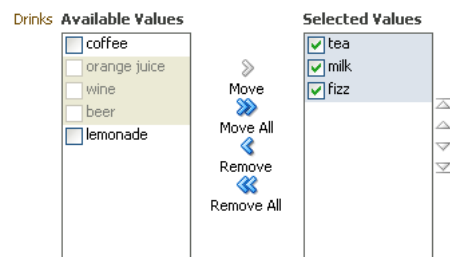 Drinks Available Values Selected Values
coffee
orange juice
wine
beer
lemonade
Move
Move All
Remove
Remove All
tea
milk
fizz